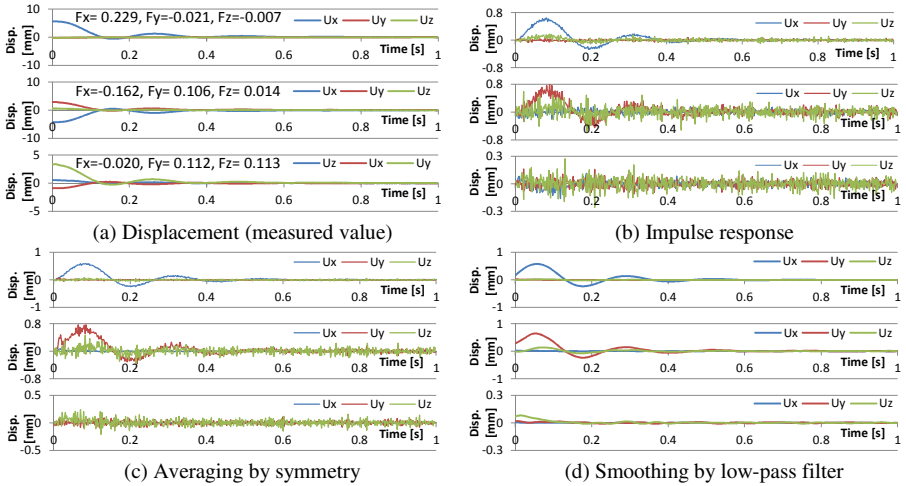 Disp. [mm]
10
0
-10
Fx= 0.229, Fy=-0.021, Fz=-0.007
Ux Uy Uz
Time [s]
0 0.2 0.4 0.6 0.8 1
10
0
-10
Fx=-0.162, Fy= 0.106, Fz= 0.014
Ux Uy Uz
Time [s]
0 0.2 0.4 0.6 0.8 1
Disp. [mm]
5
0
-5
Fx=-0.020, Fy= 0.112, Fz= 0.113
Uz Ux Uy
Time [s]
0 0.2 0.4 0.6 0.8 1
Disp. [mm]
(a) Displacement (measured value)
0.8
0
-0.8
Ux Uy Uz
Time [s]
0 0.2 0.4 0.6 0.8 1
Disp. [mm]
0.8
0
-0.8
Ux Uy Uz
Time [s]
0 0.2 0.4 0.6 0.8 1
Disp. [mm]
0.3
0
-0.3
Ux Uy Uz
Time [s]
0 0.2 0.4 0.6 0.8 1
Disp. [mm]
(b) Impulse response
1
0
-1
Ux Uy Uz
Time [s]
0 0.2 0.4 0.6 0.8 1
Disp. [mm]
0.8
0
-0.8
Ux Uy Uz
Time [s]
0 0.2 0.4 0.6 0.8 1
Disp. [mm]
0.5
0
-0.5
Ux Uy Uz
Time [s]
0 0.2 0.4 0.6 0.8 1
Disp. [mm]
(c) Averaging by symmetry
1
0
-1
Ux Uy Uz
Time [s]
0 0.2 0.4 0.6 0.8 1
Disp. [mm]
1
0
-1
Ux Uy Uz
Time [s]
0 0.2 0.4 0.6 0.8 1
Disp. [mm]
0.3
0
-0.3
Ux Uy Uz
Time [s]
0 0.2 0.4 0.6 0.8 1
(d) Smoothing by low-pass filter